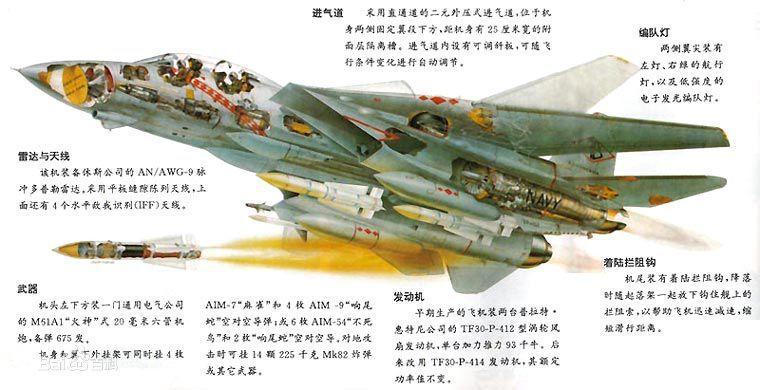 进气道
采用直通道的二元外压式进气道,位于机
身两侧固定翼段下方,距机身有25厘米宽的附
面层隔离槽。进气道内设有可调斜板,可随飞
行条件变化进行自动调节。
编队灯
两侧翼尖装有
左灯、右绿的航行
灯,以及低强度的
电子发光编队灯。
雷达与天线
该机装备休斯公司的AN/AWG-9脉
冲多普勒雷达。采用平板缝隙阵列天线,上
面还有4个水平敌我识别(IFF)天线。
NAVY
武器
机头左下方装一门通用电气公司
的M61A1“火神”式20毫米六管机
炮,备弹675发。
机身和翼下外挂架可同时挂4枚
AIM-7“麻雀”和4枚AIM-9“响尾
蛇”空对空导弹;或6枚AIM-54“不死
鸟”和2枚“响尾蛇”空对空导。对地攻
击时可挂14颗225千克Mk82炸弹
或其它武器。
发动机
早期生产的飞机装两台普拉特·
惠特尼公司的TF30-P-412型涡轮风
扇发动机,单台加力推力93千牛。后
来改用TF30-P-414发动机,其额定
功率值不变。
着陆拦阻钩
机尾装有着陆拦阻钩,降落
时随起落架一起放下钩住舰上的
拦阻索,以帮助飞机迅速减速,缩
短滑行距离。
Bai百科